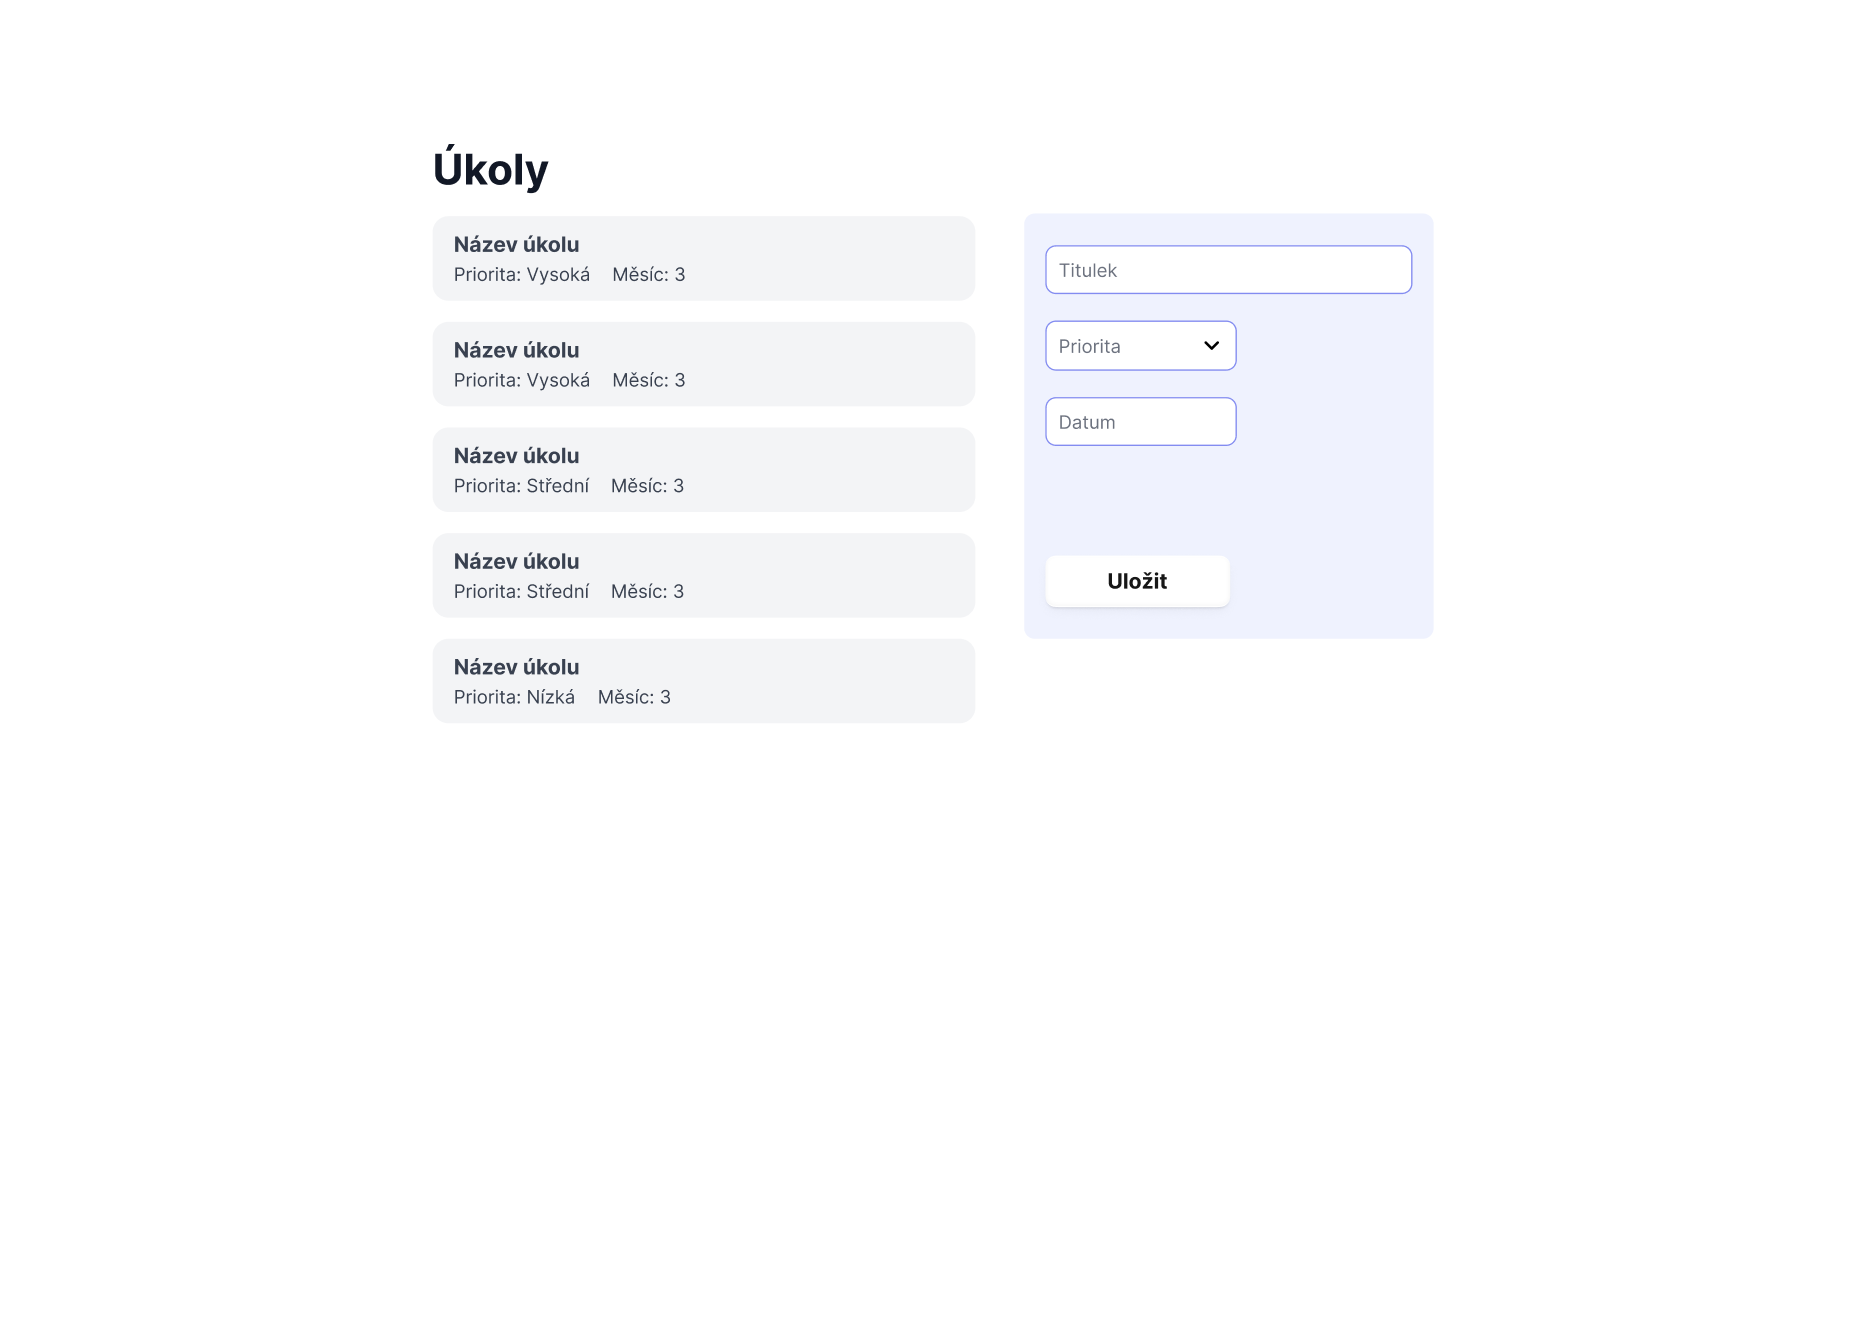 Úkoly
Název úkolu
Priorita: Vysoká Měsíc: 3
Název úkolu
Priorita: Vysoká Měsíc: 3
Název úkolu
Priorita: Střední Měsíc: 3
Název úkolu
Priorita: Střední Měsíc: 3
Název úkolu
Priorita: Nízká Měsíc: 3
Titulek
Priorita
Datum
Uložit